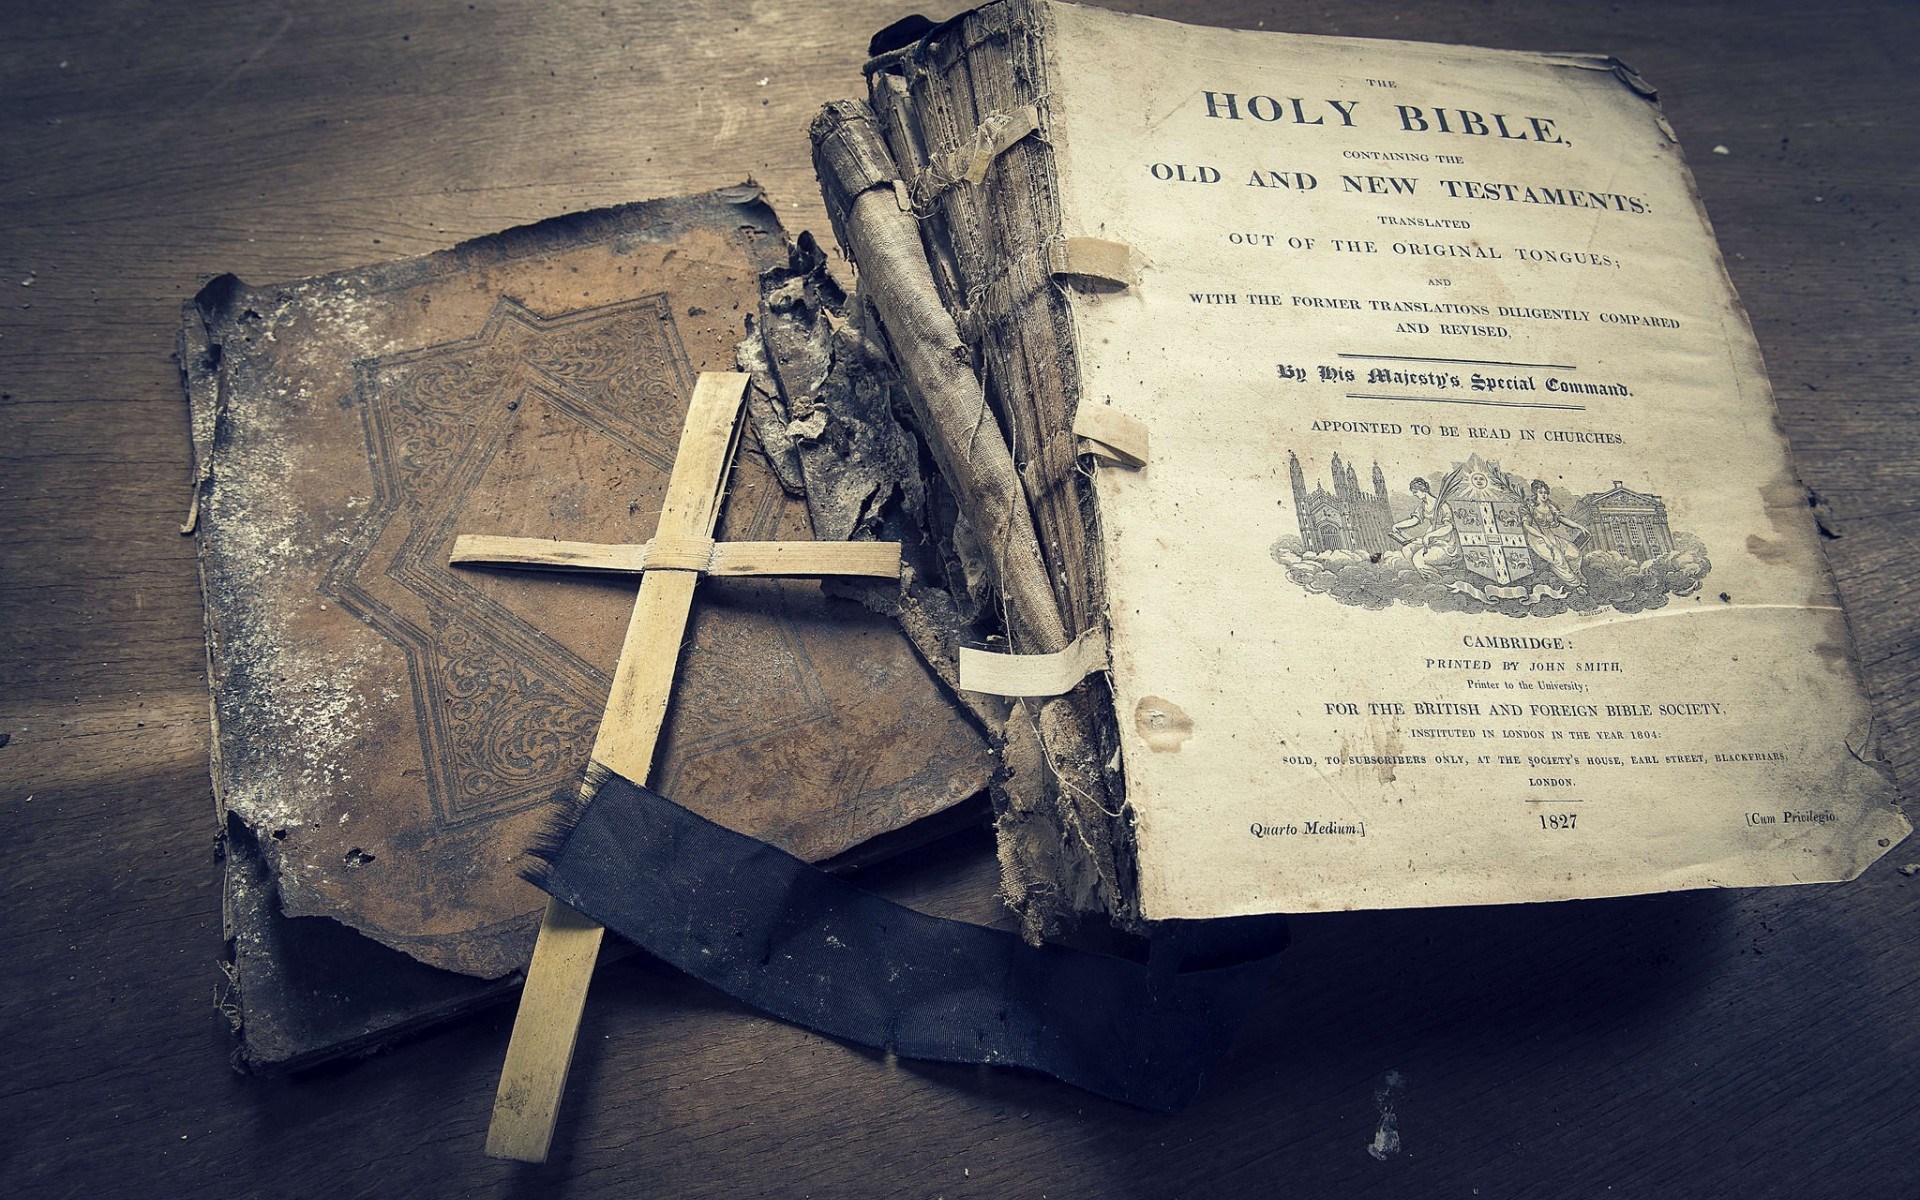 THE
HOLY BIBLE,
CONTAINING THE
OLD AND NEW TESTAMENTS:
TRANSLATED
OUT OF THE ORIGINAL TONGUES;
AND
WITH THE FORMER TRANSLATIONS DILIGENTLY COMPARED
AND REVISED,
By His Majesty's Special Command.
APPOINTED TO BE READ IN CHURCHES.
CAMBRIDGE:
PRINTED BY JOHN SMITH,
Printer to the University;
FOR THE BRITISH AND FOREIGN BIBLE SOCIETY,
INSTITUTED IN LONDON IN THE YEAR 1804:
SOLD, TO SUBSCRIBERS ONLY, AT THE SOCIETY'S HOUSE, EARL STREET, BLACKFRIARS,
LONDON.
Quarto Medium.] 1827 [Cum Privilegio.